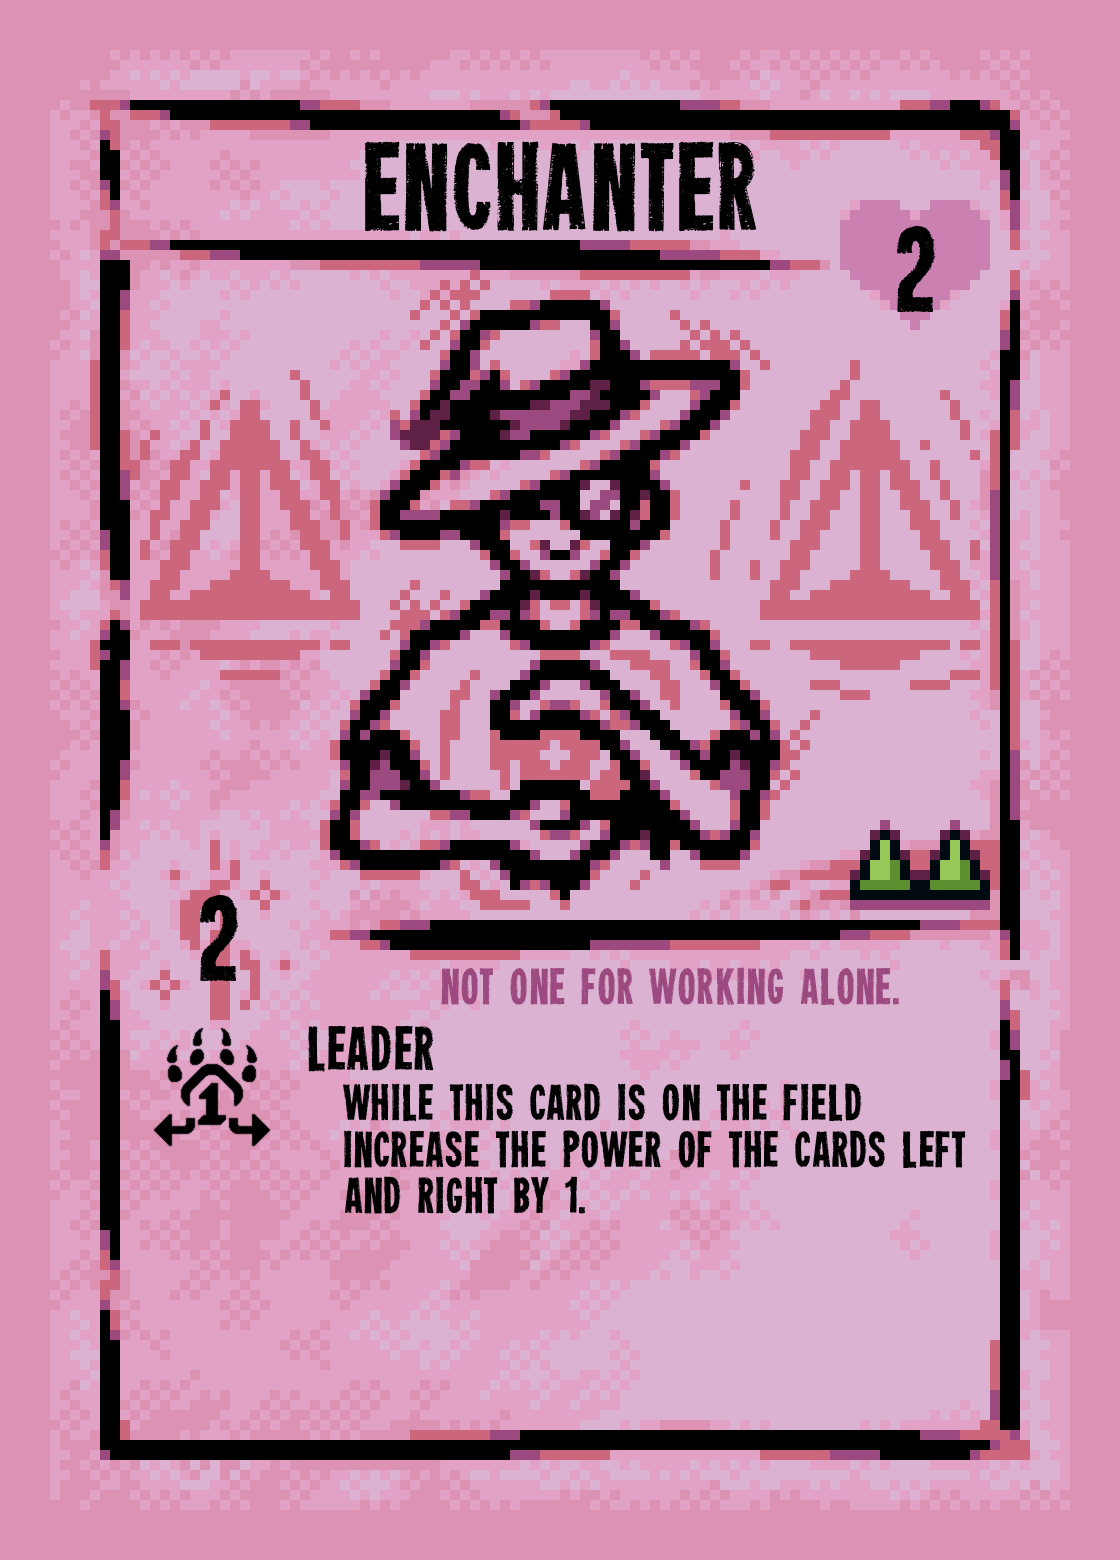 ENCHANTER
2
2
NOT ONE FOR WORKING ALONE.
1
LEADER
WHILE THIS CARD IS ON THE FIELD
INCREASE THE POWER OF THE CARDS LEFT
AND RIGHT BY 1.